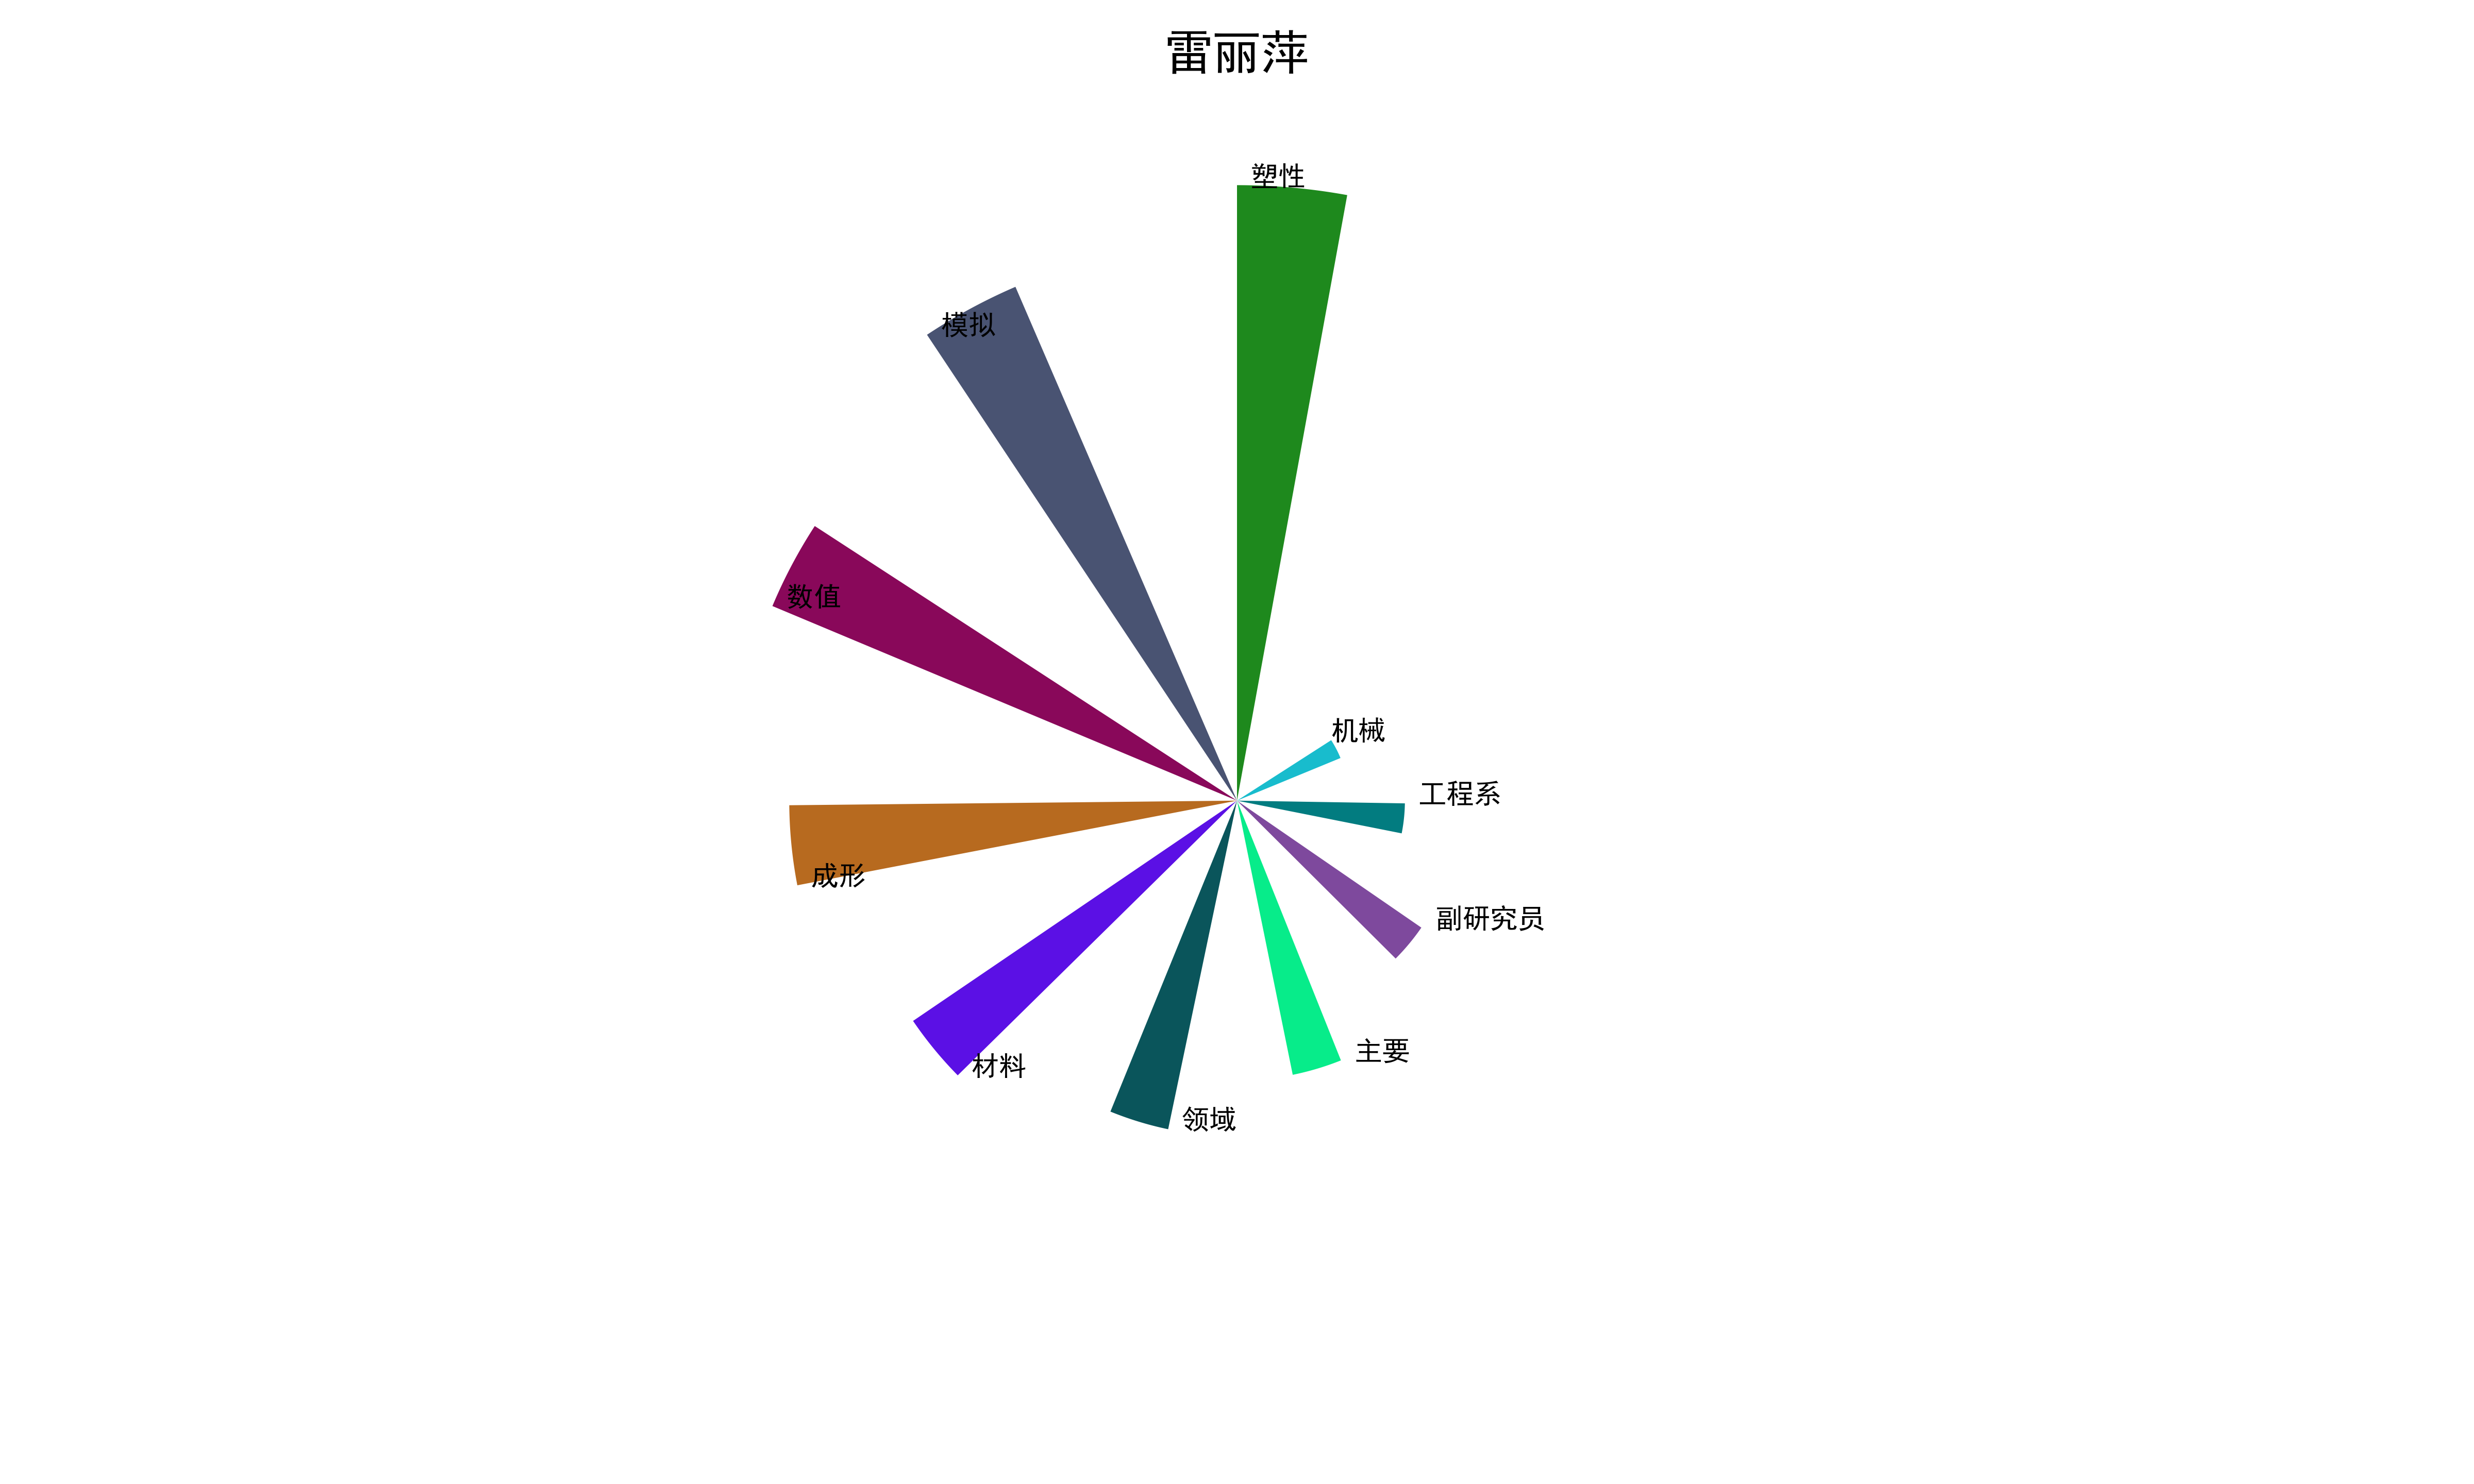 雷丽萍
塑性
模拟
数值
机械
工程系
成形
副研究员
主要
材料
领域